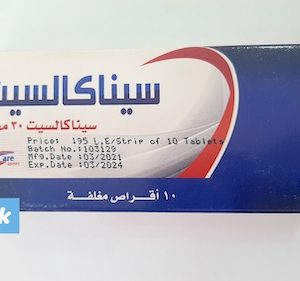 سيناكالسيت
سيناكالسيت ٣٠ م
Price: 195 L.E/Strip of 10 Tablets
Batch No.:103129
Mfg.Date :03/2021
Exp.Date :03/2024
are
١٠ أقراص مغلفة
k